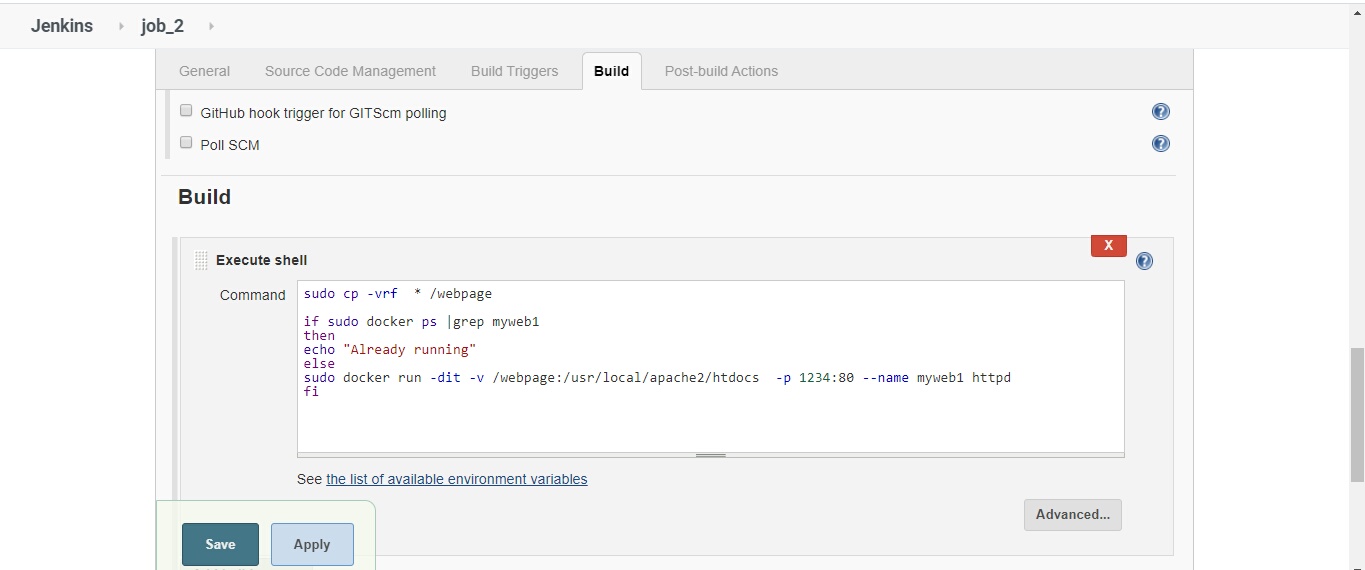 Jenkins job_2
General Source Code Management Build Triggers Build Post-build Actions
GitHub hook trigger for GITScm polling
Poll SCM
Build
X
Execute shell
Command
sudo cp -vrf  * /webpage
if sudo docker ps |grep myweb1
then
echo "Already running"
else
sudo docker run -dit -v /webpage:/usr/local/apache2/htdocs  -p 1234:80 --name myweb1 httpd
fi
See the list of available environment variables
Advanced...
Save Apply